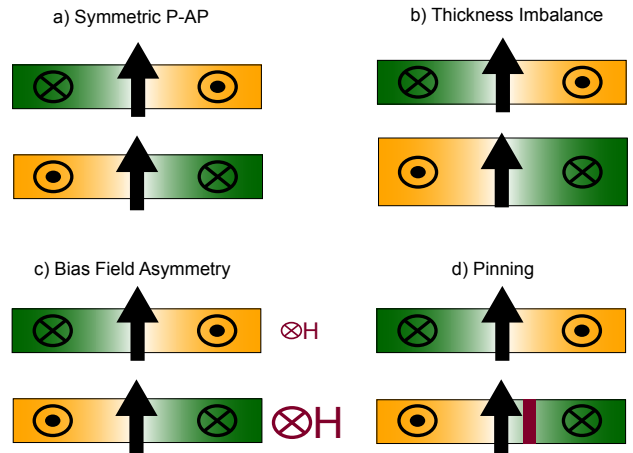 a) Symmetric P-AP
b) Thickness Imbalance
c) Bias Field Asymmetry
d) Pinning
⊗H
⊗H